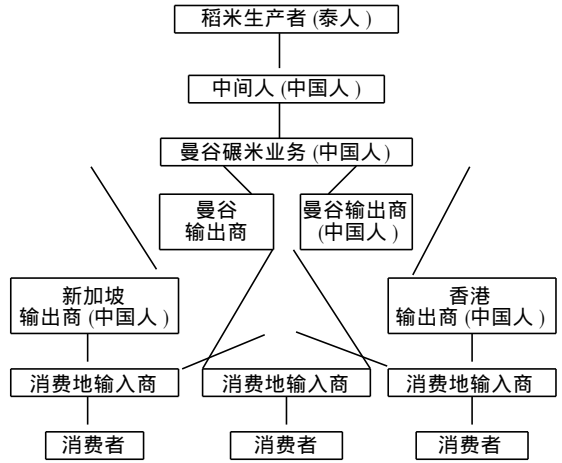 稻米生产者 (泰人 )
中间人 (中国人 )
曼谷碾米业务 (中国人)
曼谷
输出商
曼谷输出商
(中国人 )
新加坡
输出商 (中国人 )
香港
输出商 (中国人 )
消费地输入商
消费地输入商
消费地输入商
消费者
消费者
消费者